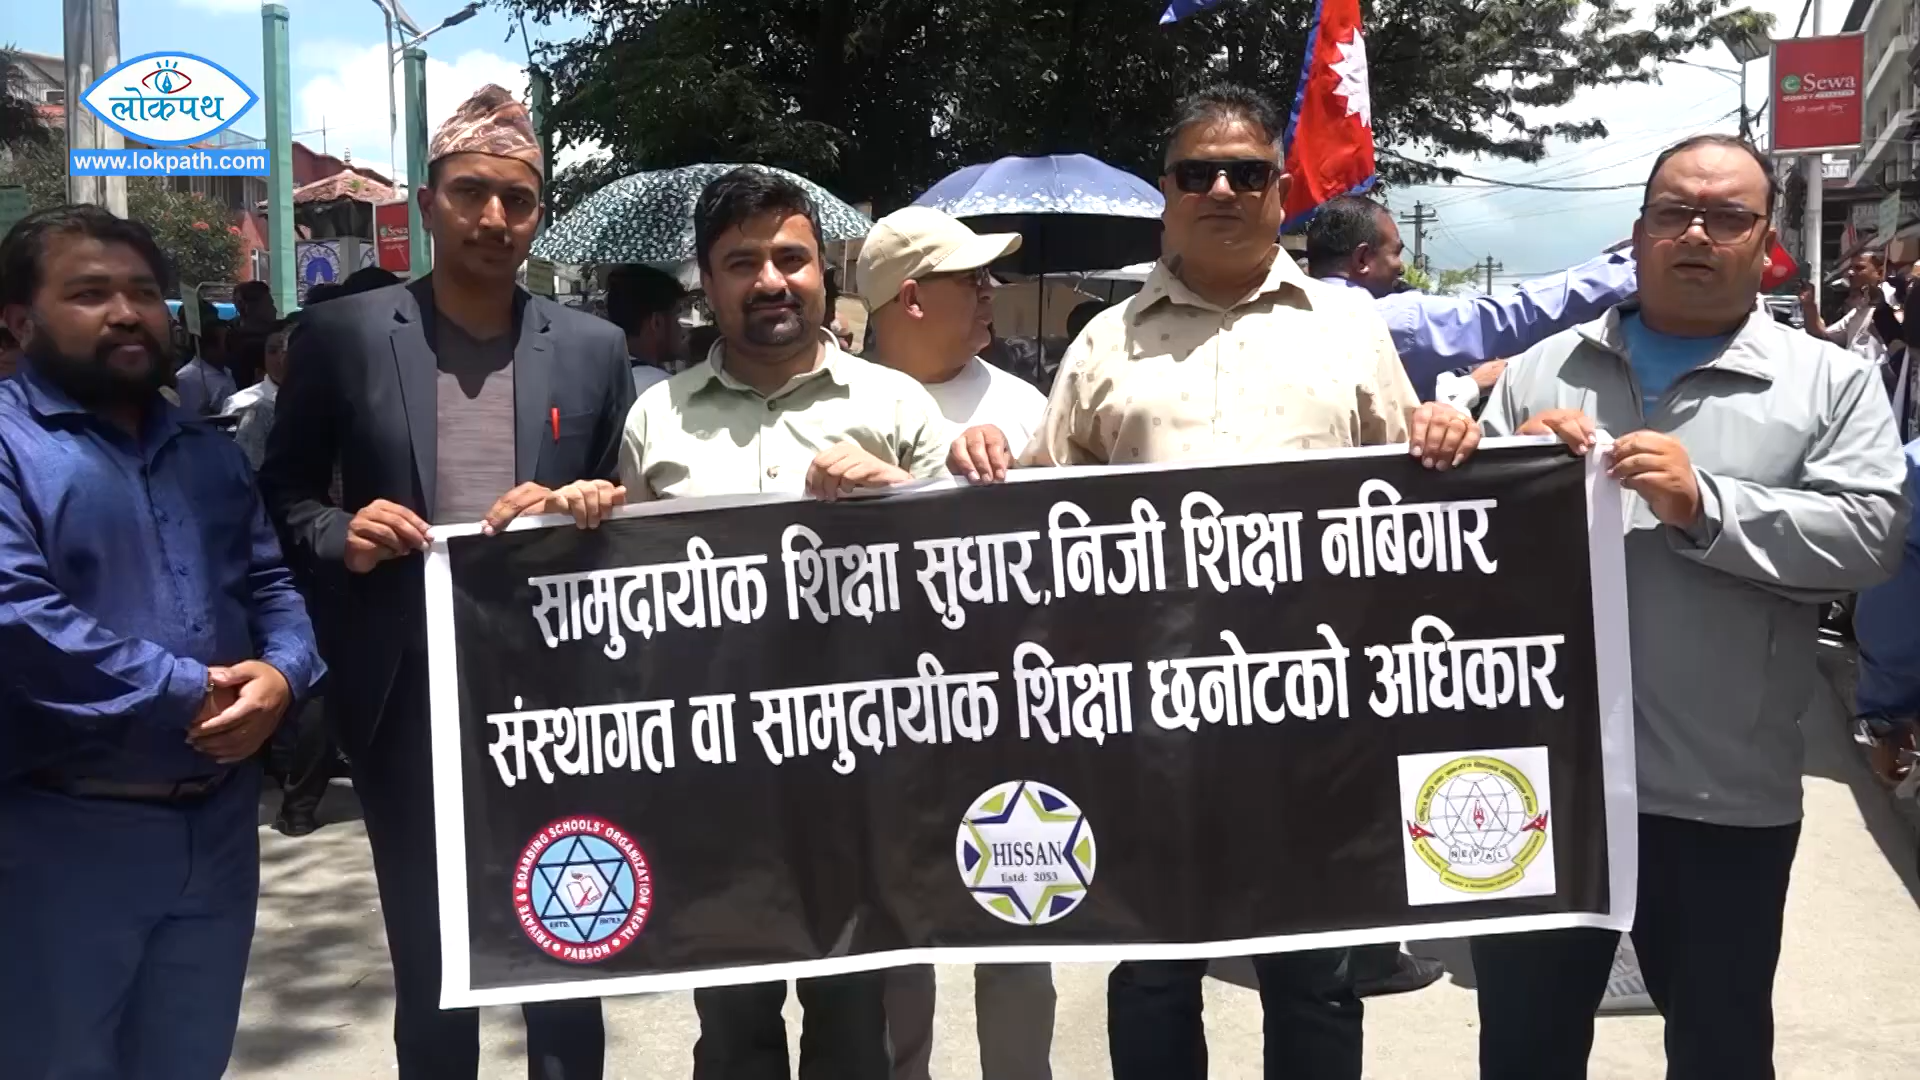 लोकपथ
www.lokpath.com
eSewa
eSewa
सामुदायीक शिक्षा सुधार,निजी शिक्षा नबिगार
संस्थागत वा सामुदायीक शिक्षा छनोटको अधिकार
PRIVATE & BOARDING SCHOOLS' ORGANIZATION NEPAL
PABSON
HISSAN
Estd: 2053
NEPAL